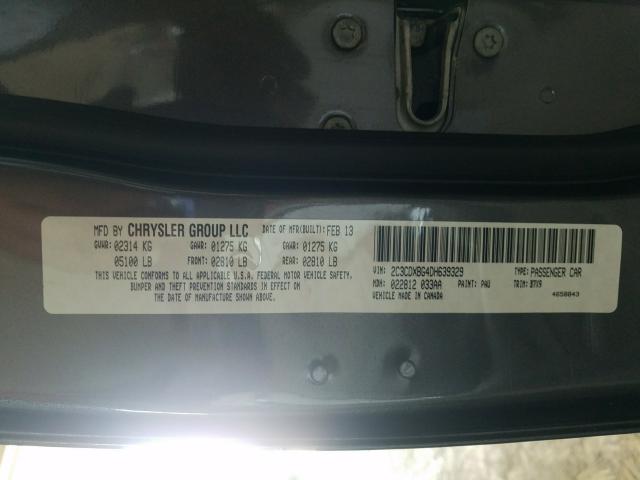 MFD BY CHRYSLER GROUP LLC DATE OF MFR(BUILT): FEB 13
GVWR: 02314 KG GAWR: 01275 KG GAWR: 01275 KG
05100 LB FRONT: 02810 LB REAR: 02810 LB
THIS VEHICLE CONFORMS TO ALL APPLICABLE U.S.A. FEDERAL MOTOR VEHICLE SAFETY,
BUMPER AND THEFT PREVENTION STANDARDS IN EFFECT ON
THE DATE OF MANUFACTURE SHOWN ABOVE.
VIN: 2C3CDXBG4DH639329 TYPE: PASSENGER CAR
MDH: 022812 033AA PAINT: PAU TRIM: B7X9
VEHICLE MADE IN CANADA 4658043